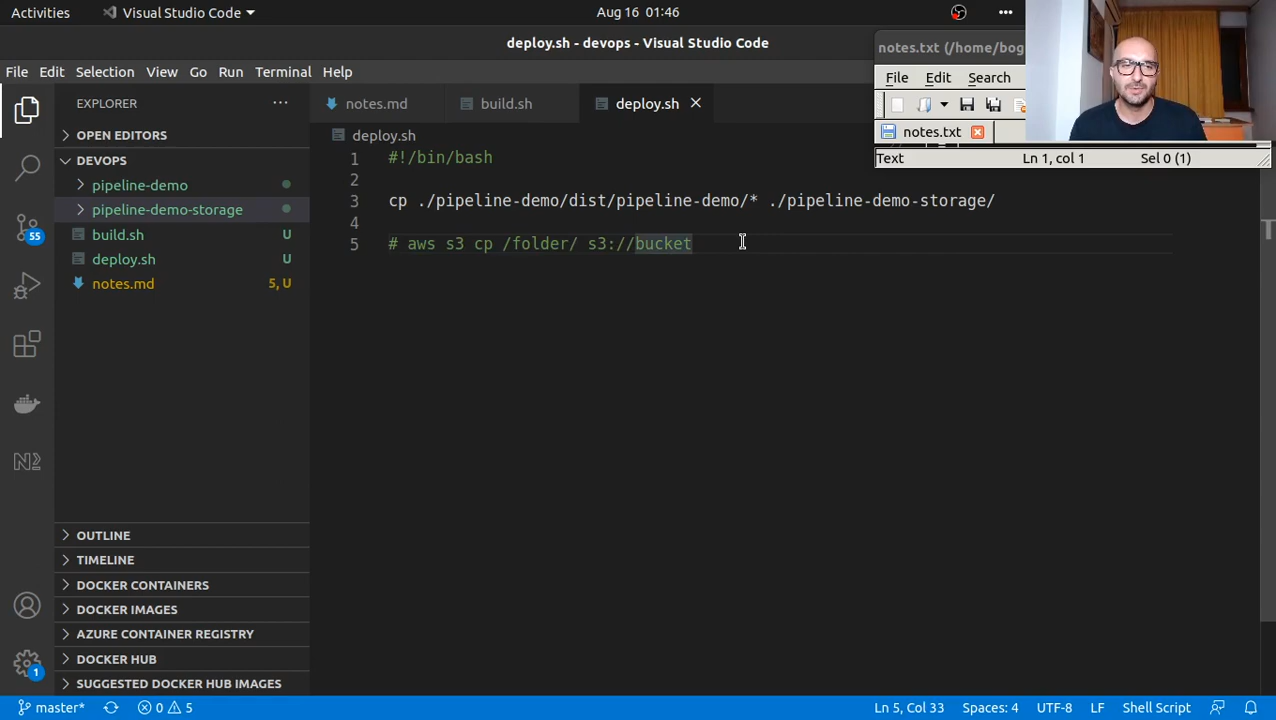 Activities
Visual Studio Code
Aug 16 01:46
deploy.sh - devops - Visual Studio Code
File Edit Selection View Go Run Terminal Help
notes.txt (/home/bog
File Edit Search
notes.txt
Text Ln 1, col 1 Sel 0 (1)
EXPLORER
OPEN EDITORS
DEVOPS
pipeline-demo
pipeline-demo-storage
build.sh U
deploy.sh U
notes.md 5, U
OUTLINE
TIMELINE
DOCKER CONTAINERS
DOCKER IMAGES
AZURE CONTAINER REGISTRY
DOCKER HUB
SUGGESTED DOCKER HUB IMAGES
55
1
notes.md build.sh deploy.sh
deploy.sh
1 #!/bin/bash
2
3 cp ./pipeline-demo/dist/pipeline-demo/* ./pipeline-demo-storage/
4
5 # aws s3 cp /folder/ s3://bucket
master* 0 5 Ln 5, Col 33 Spaces: 4 UTF-8 LF Shell Script